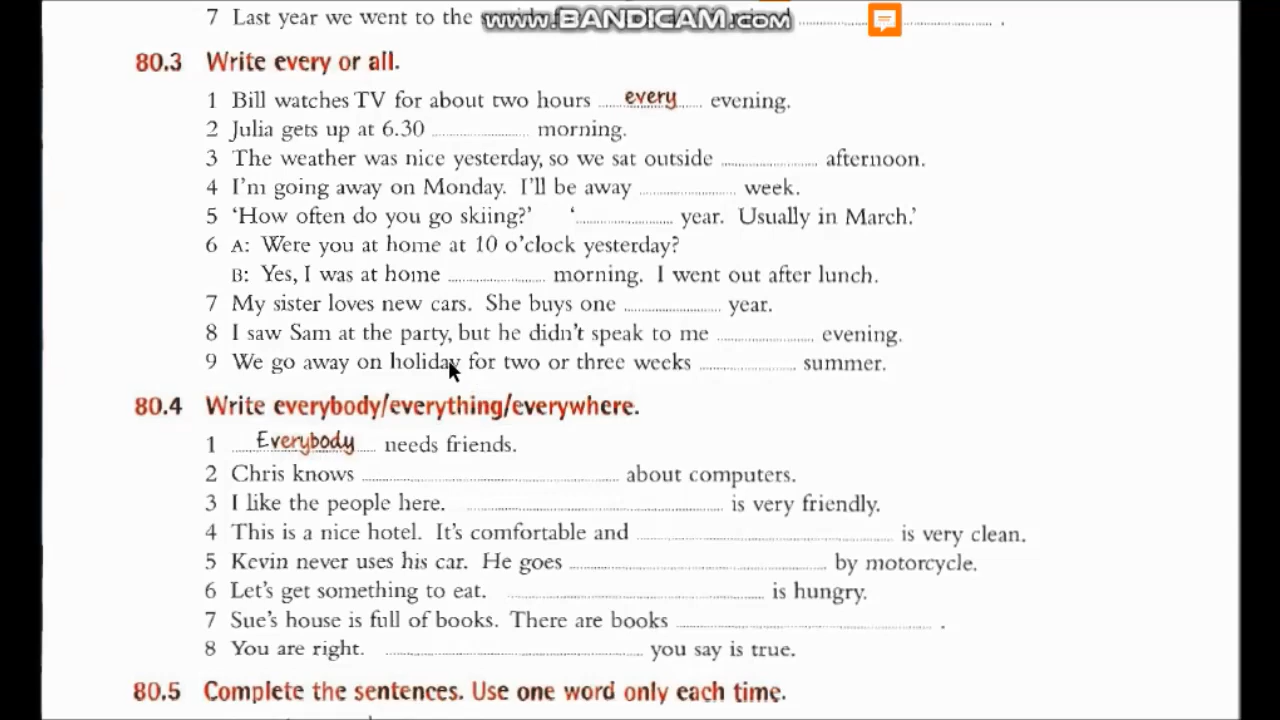 7 Last year we went to the
www.BANDICAM.com
80.3 Write every or all.
1 Bill watches TV for about two hours ......every...... evening.
2 Julia gets up at 6.30 .................... morning.
3 The weather was nice yesterday, so we sat outside .................... afternoon.
4 I'm going away on Monday. I'll be away .................... week.
5 'How often do you go skiing?' '.................... year. Usually in March.'
6 A: Were you at home at 10 o'clock yesterday?
B: Yes, I was at home .................... morning. I went out after lunch.
7 My sister loves new cars. She buys one .................... year.
8 I saw Sam at the party, but he didn't speak to me .................... evening.
9 We go away on holiday for two or three weeks .................... summer.
80.4 Write everybody/everything/everywhere.
1 ......Everybody...... needs friends.
2 Chris knows .................... about computers.
3 I like the people here. .................... is very friendly.
4 This is a nice hotel. It's comfortable and .................... is very clean.
5 Kevin never uses his car. He goes .................... by motorcycle.
6 Let's get something to eat. .................... is hungry.
7 Sue's house is full of books. There are books .................... .
8 You are right. .................... you say is true.
80.5 Complete the sentences. Use one word only each time.